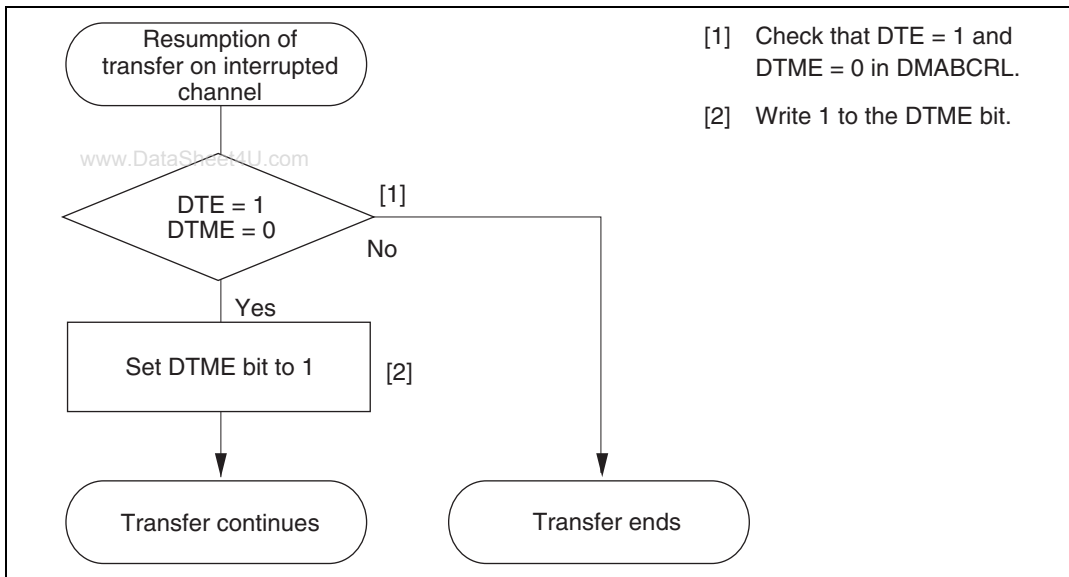 Resumption of
transfer on interrupted
channel
[1] Check that DTE = 1 and
DTME = 0 in DMABCRL.
[2] Write 1 to the DTME bit.
www.DataSheet4U.com
DTE = 1
DTME = 0
[1]
No
Yes
Set DTME bit to 1
[2]
Transfer continues
Transfer ends